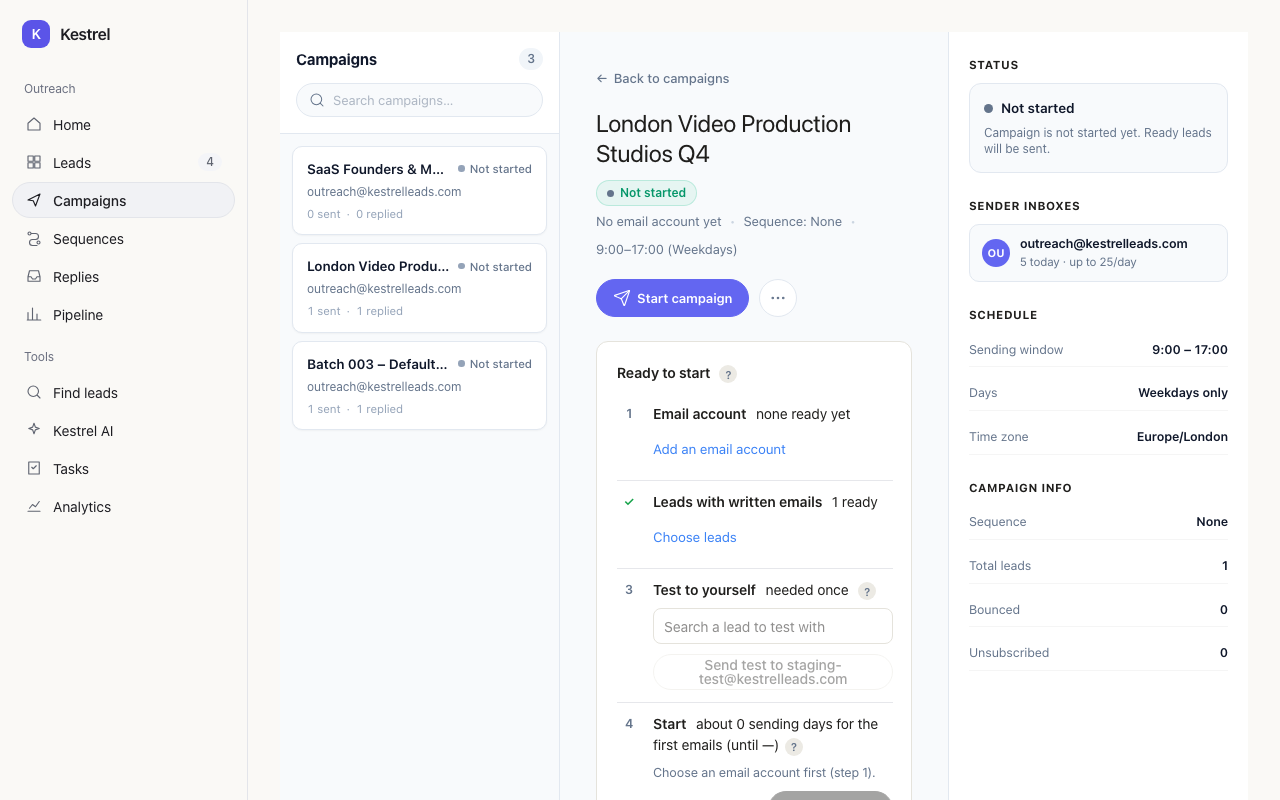 K Kestrel
Outreach
Home
Leads 4
Campaigns
Sequences
Replies
Pipeline
Tools
Find leads
Kestrel AI
Tasks
Analytics
Campaigns 3
Search campaigns...
SaaS Founders & M... Not started
outreach@kestrelleads.com
0 sent · 0 replied
London Video Produ... Not started
outreach@kestrelleads.com
1 sent · 1 replied
Batch 003 – Default... Not started
outreach@kestrelleads.com
1 sent · 1 replied
← Back to campaigns
London Video Production
Studios Q4
Not started
No email account yet · Sequence: None ·
9:00–17:00 (Weekdays)
Start campaign ···
Ready to start ?
1 Email account none ready yet
Add an email account
Leads with written emails 1 ready
Choose leads
3 Test to yourself needed once ?
Search a lead to test with
Send test to staging-
test@kestrelleads.com
4 Start about 0 sending days for the
first emails (until —) ?
Choose an email account first (step 1).
STATUS
Not started
Campaign is not started yet. Ready leads
will be sent.
SENDER INBOXES
OU outreach@kestrelleads.com
5 today · up to 25/day
SCHEDULE
Sending window 9:00 – 17:00
Days Weekdays only
Time zone Europe/London
CAMPAIGN INFO
Sequence None
Total leads 1
Bounced 0
Unsubscribed 0